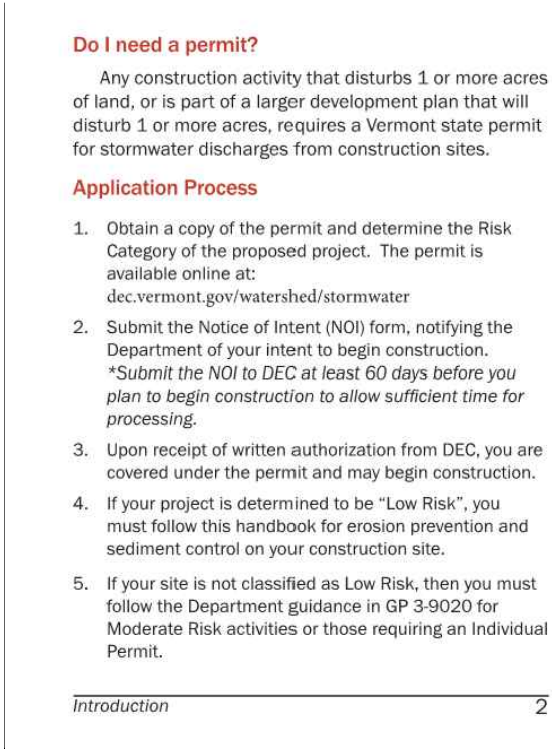 Do I need a permit?
Any construction activity that disturbs 1 or more acres
of land, or is part of a larger development plan that will
disturb 1 or more acres, requires a Vermont state permit
for stormwater discharges from construction sites.
Application Process
1. Obtain a copy of the permit and determine the Risk
Category of the proposed project. The permit is
available online at:
dec.vermont.gov/watershed/stormwater
2. Submit the Notice of Intent (NOI) form, notifying the
Department of your intent to begin construction.
*Submit the NOI to DEC at least 60 days before you
plan to begin construction to allow sufficient time for
processing.
3. Upon receipt of written authorization from DEC, you are
covered under the permit and may begin construction.
4. If your project is determined to be “Low Risk”, you
must follow this handbook for erosion prevention and
sediment control on your construction site.
5. If your site is not classified as Low Risk, then you must
follow the Department guidance in GP 3-9020 for
Moderate Risk activities or those requiring an Individual
Permit.
Introduction 2